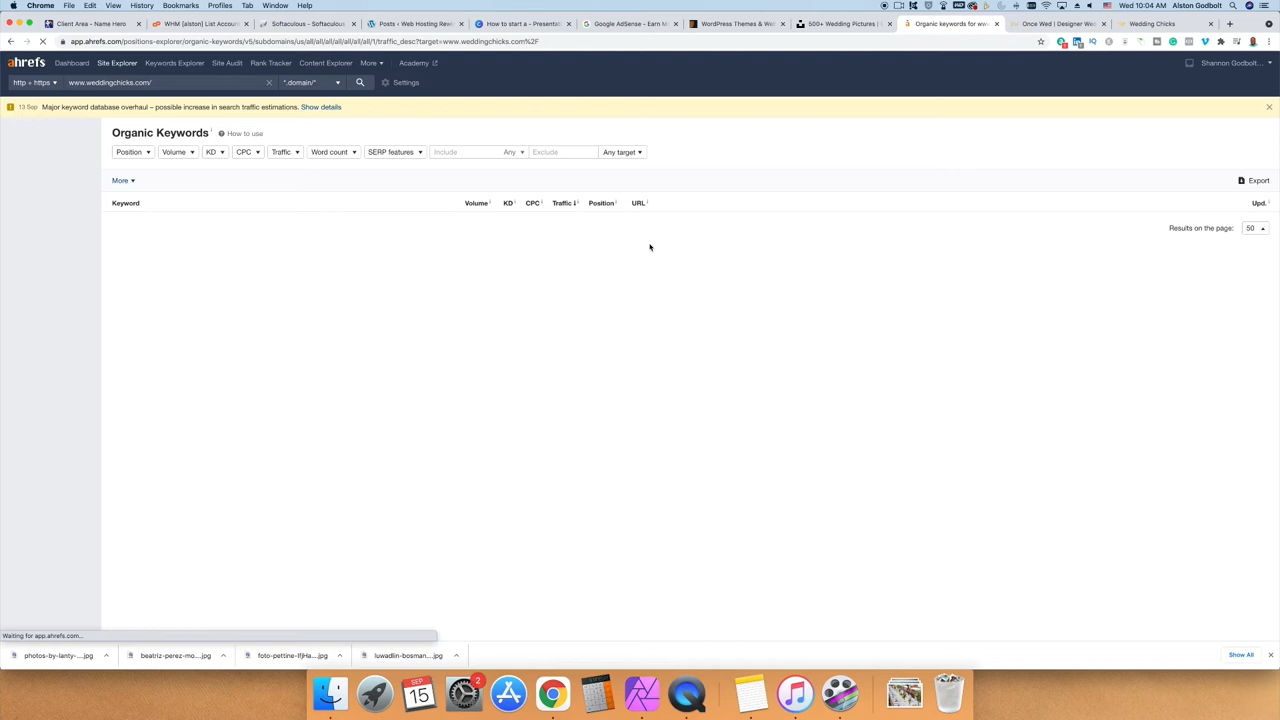 Chrome File Edit View History Bookmarks Profiles Tab Window Help Wed 10:04 AM Alston Godbolt
Client Area - Name Hero WHM [alston] List Accou Softaculous - Softaculous Posts ‹ Web Hosting Rev How to start a - Presentat Google AdSense - Earn M WordPress Themes & We 500+ Wedding Pictures | Organic keywords for ww Once Wed | Designer Wed Wedding Chicks
app.ahrefs.com/positions-explorer/organic-keywords/v5/subdomains/us/all/all/all/all/all/all/1/traffic_desc?target=www.weddingchicks.com%2F
ahrefs Dashboard Site Explorer Keywords Explorer Site Audit Rank Tracker Content Explorer More Academy Shannon Godbolt...
http + https www.weddingchicks.com/ *.domain/* Settings
13 Sep Major keyword database overhaul – possible increase in search traffic estimations. Show details
Organic Keywords How to use
Position Volume KD CPC Traffic Word count SERP features Include Any Exclude Any target
More Export
Keyword Volume KD CPC Traffic Position URL Upd.
Results on the page: 50
Waiting for app.ahrefs.com...
photos-by-lanty-....jpg beatriz-perez-mo....jpg foto-pettine-IfjHa....jpg luwadlin-bosman....jpg Show All
SEP
15
2